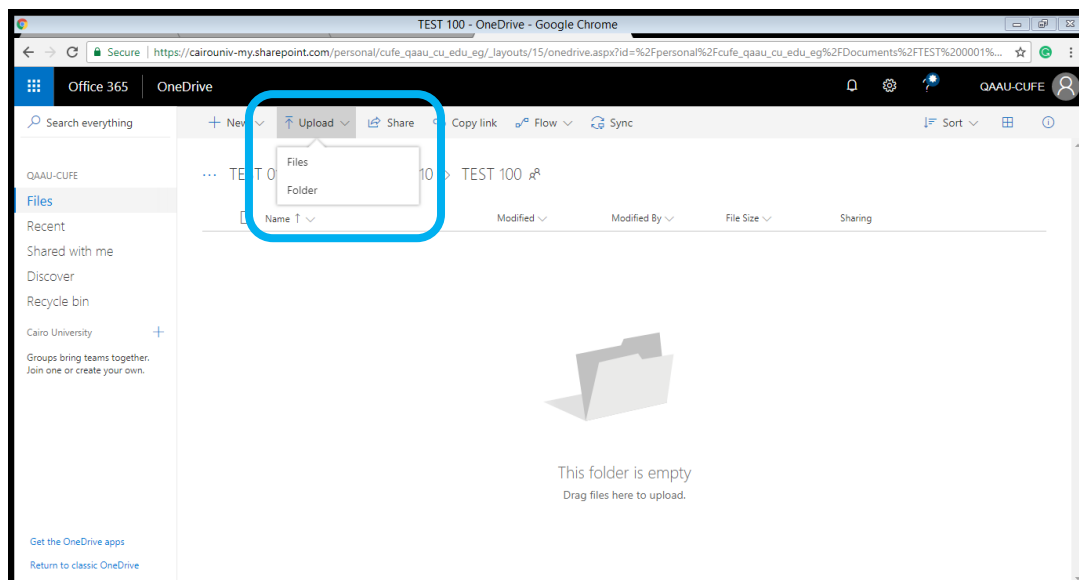 TEST 100 - OneDrive - Google Chrome
Secure | https://cairouniv-my.sharepoint.com/personal/cufe_qaau_cu_edu_eg/_layouts/15/onedrive.aspx?id=%2Fpersonal%2Fcufe_qaau_cu_edu_eg%2FDocuments%2FTEST%200001%...
Office 365 OneDrive QAAU-CUFE
Search everything + New Upload Share Copy link Flow Sync Sort
Files
Folder
QAAU-CUFE ··· TEST 0 10 > TEST 100
Files
Name ↑ Modified Modified By File Size Sharing
Recent
Shared with me
Discover
Recycle bin
Cairo University +
Groups bring teams together.
Join one or create your own.
This folder is empty
Drag files here to upload.
Get the OneDrive apps
Return to classic OneDrive